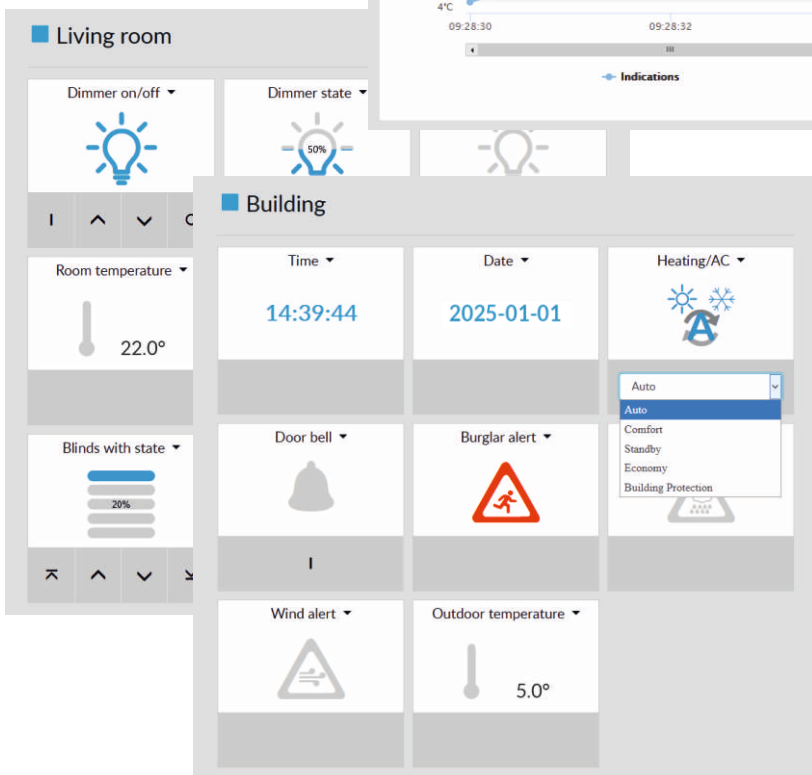 4°C
09:28:30 09:28:32
Indications
Living room
Dimmer on/off
Dimmer state
50%
I
Room temperature
22.0°
Blinds with state
20%
Building
Time
Date
Heating/AC
14:39:44
2025-01-01
A
Auto
Auto
Comfort
Standby
Economy
Building Protection
Door bell
Burglar alert
I
Wind alert
Outdoor temperature
5.0°